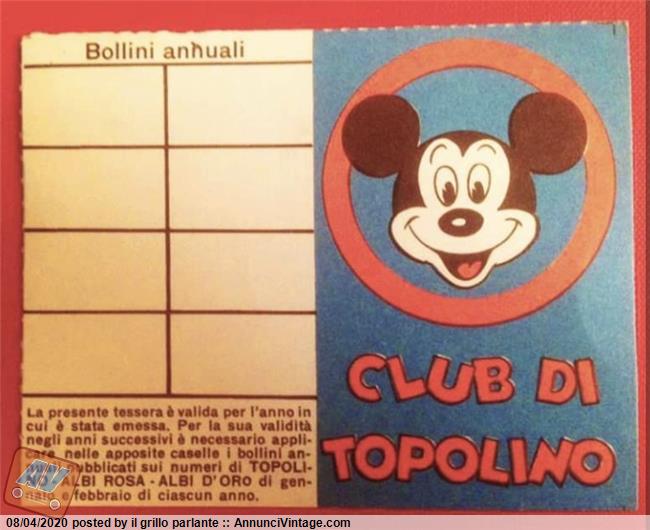 Bollini annuali
La presente tessera è valida per l'anno in
cui è stata emessa. Per la sua validità
negli anni successivi è necessario appli-
care nelle apposite caselle i bollini an-
pubblicati sui numeri di TOPOLI-
ALBI ROSA - ALBI D'ORO di gen-
e febbraio di ciascun anno.
CLUB DI
TOPOLINO
08/04/2020 posted by il grillo parlante :: AnnunciVintage.com